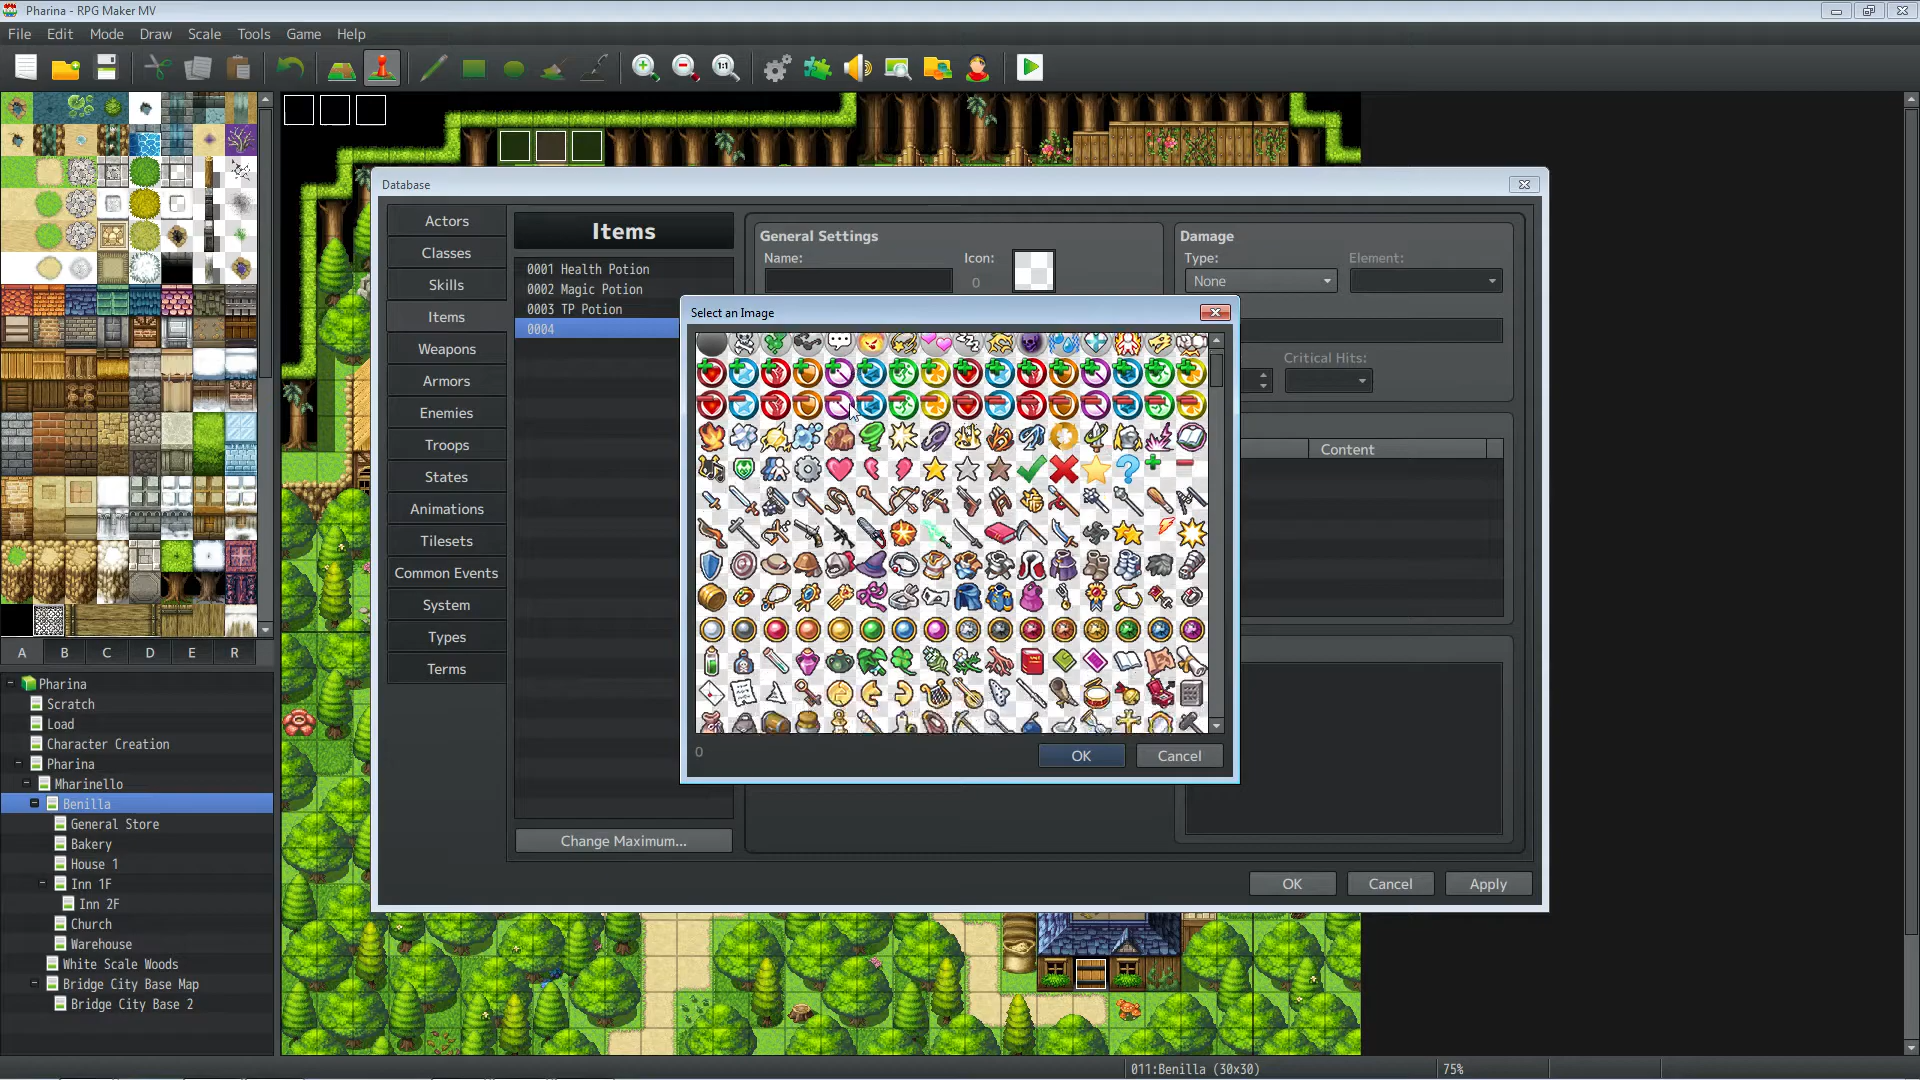 Pharina - RPG Maker MV
File Edit Mode Draw Scale Tools Game Help
1:1
Database
Actors
Classes
Skills
Items
Weapons
Armors
Enemies
Troops
States
Animations
Tilesets
Common Events
System
Types
Terms
Items
0001 Health Potion
0002 Magic Potion
0003 TP Potion
0004
Change Maximum...
General Settings
Name:
Icon:
0
Damage
Type:
Element:
None
Critical Hits:
Content
Select an Image
0
OK
Cancel
OK
Cancel
Apply
A B C D E R
Pharina
Scratch
Load
Character Creation
Pharina
Mharinello
Benilla
General Store
Bakery
House 1
Inn 1F
Inn 2F
Church
Warehouse
White Scale Woods
Bridge City Base Map
Bridge City Base 2
011:Benilla (30x30)
75%